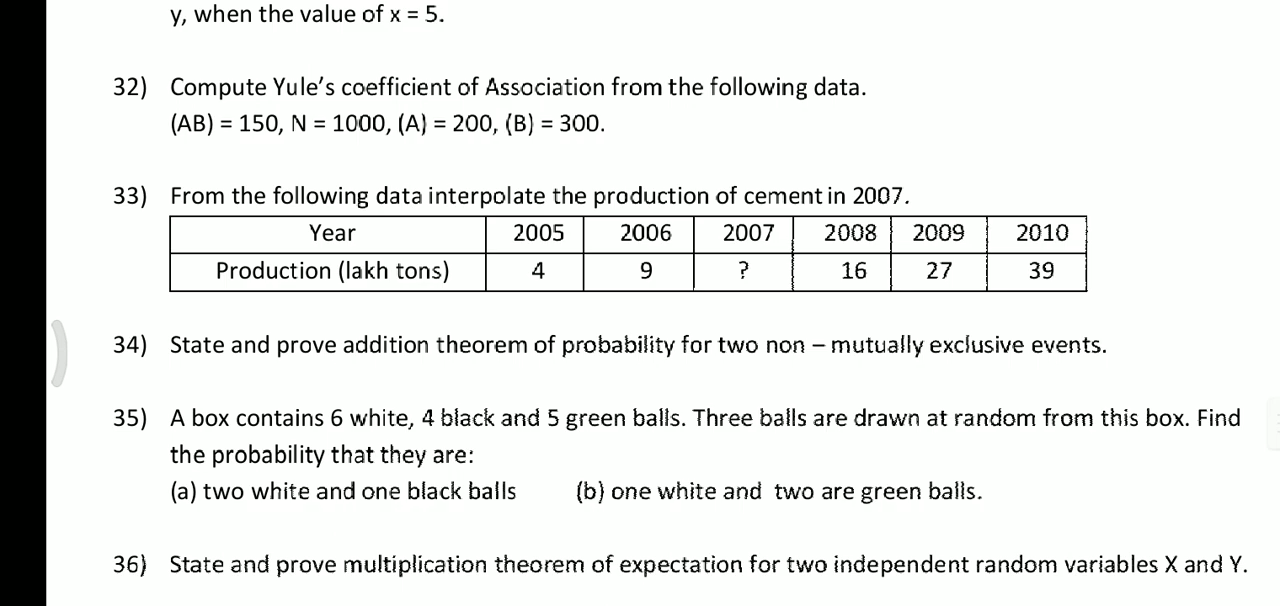 y, when the value of x = 5.
32) Compute Yule's coefficient of Association from the following data.
(AB) = 150, N = 1000, (A) = 200, (B) = 300.
33) From the following data interpolate the production of cement in 2007.
Year 2005 2006 2007 2008 2009 2010
Production (lakh tons) 4 9 ? 16 27 39
34) State and prove addition theorem of probability for two non – mutually exclusive events.
35) A box contains 6 white, 4 black and 5 green balls. Three balls are drawn at random from this box. Find
the probability that they are:
(a) two white and one black balls (b) one white and two are green balls.
36) State and prove multiplication theorem of expectation for two independent random variables X and Y.